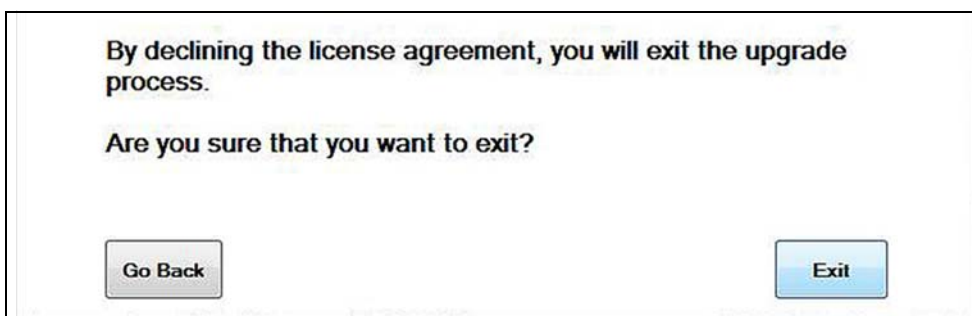 By declining the license agreement, you will exit the upgrade
process.
Are you sure that you want to exit?
Go Back
Exit